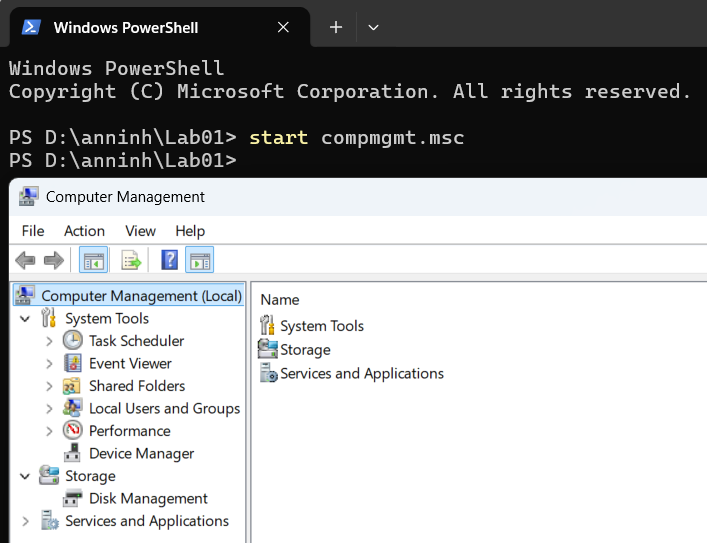 Windows PowerShell
Windows PowerShell
Copyright (C) Microsoft Corporation. All rights reserved.
PS D:\anninh\Lab01> start compmgmt.msc
PS D:\anninh\Lab01>
Computer Management
File Action View Help
Computer Management (Local)
System Tools
Task Scheduler
Event Viewer
Shared Folders
Local Users and Groups
Performance
Device Manager
Storage
Disk Management
Services and Applications
Name
System Tools
Storage
Services and Applications